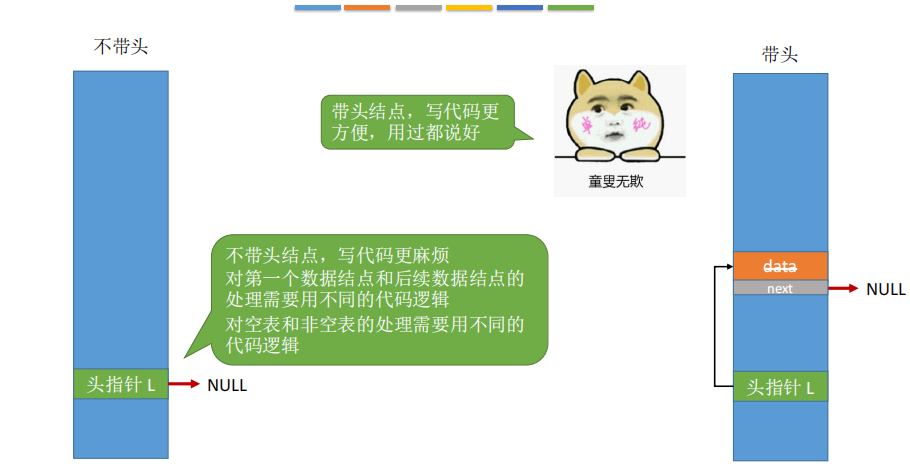 不带头
带头
带头结点，写代码更
方便，用过都说好
单 纯
童叟无欺
不带头结点，写代码更麻烦
对第一个数据结点和后续数据结点的
处理需要用不同的代码逻辑
对空表和非空表的处理需要用不同的
代码逻辑
data
next
NULL
头指针 L
NULL
头指针 L